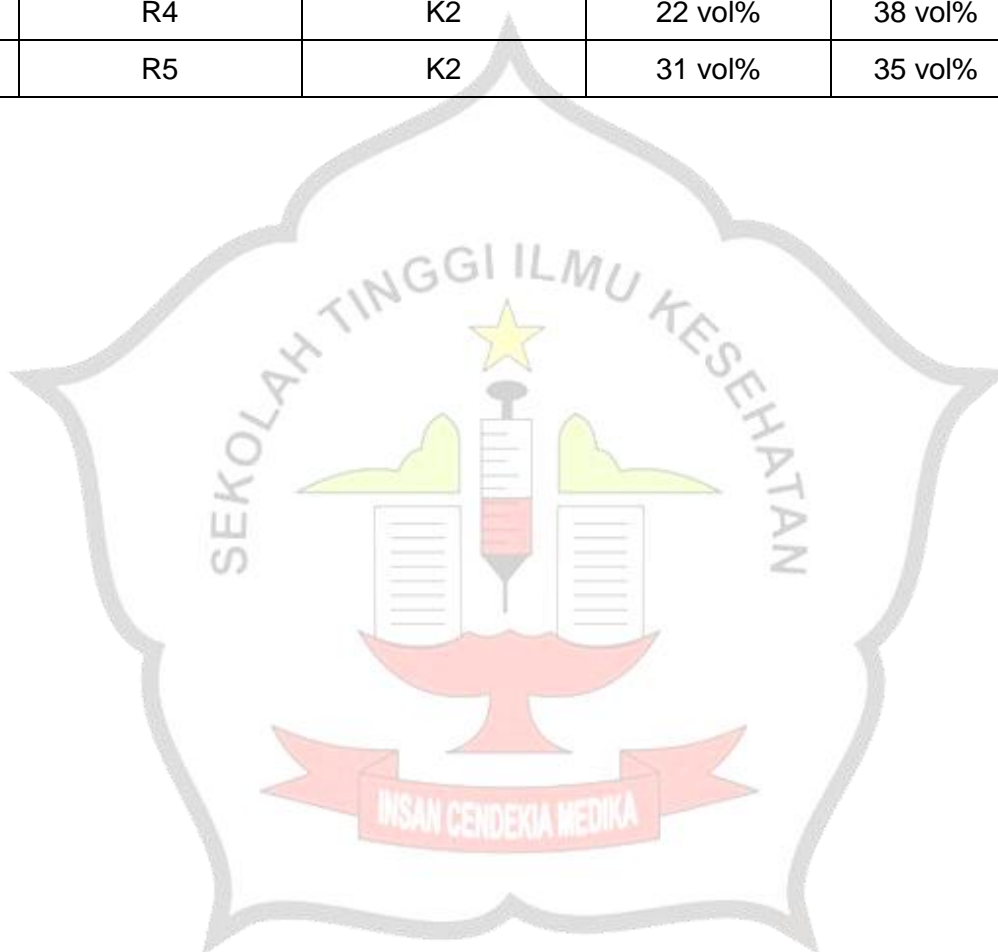 R4 K2 22 vol% 38 vol%
R5 K2 31 vol% 35 vol%
SEKOLAH TINGGI ILMU KESEHATAN
INSAN CENDEKIA MEDIKA